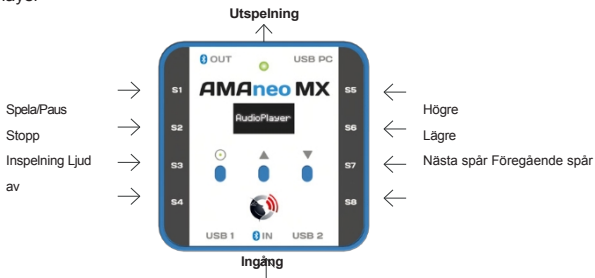 Utspelning
OUT
USB PC
S1
AMAneo MX
S5
Spela/Paus
AudioPlayer
Högre
S2
S6
Stopp
Lägre
Inspelning Ljud
S3
S7
Nästa spår Föregående spår
av
S4
S8
USB 1
IN
USB 2
Ingång